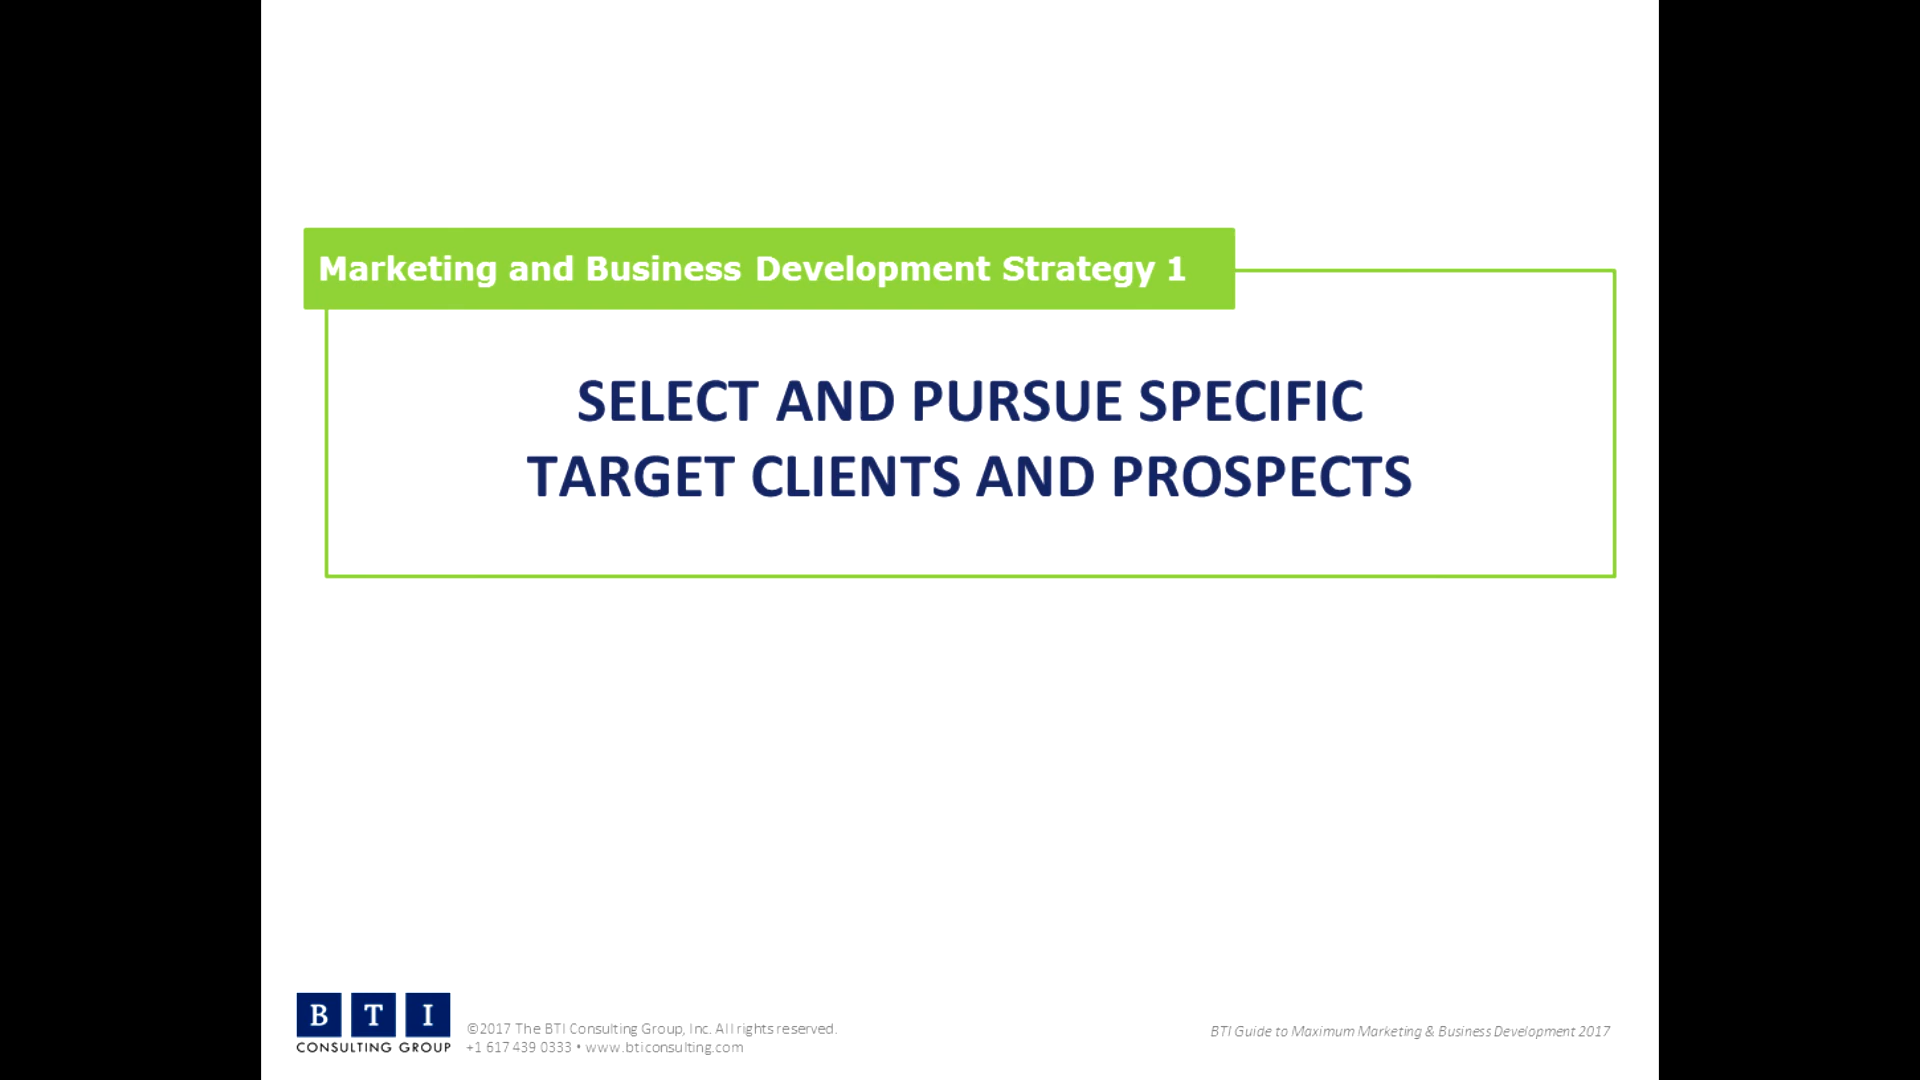 Marketing and Business Development Strategy 1
SELECT AND PURSUE SPECIFIC
TARGET CLIENTS AND PROSPECTS
B T I
CONSULTING GROUP
©2017 The BTI Consulting Group, Inc. All rights reserved.
+1 617 439 0333 • www.bticonsulting.com
BTI Guide to Maximum Marketing & Business Development 2017